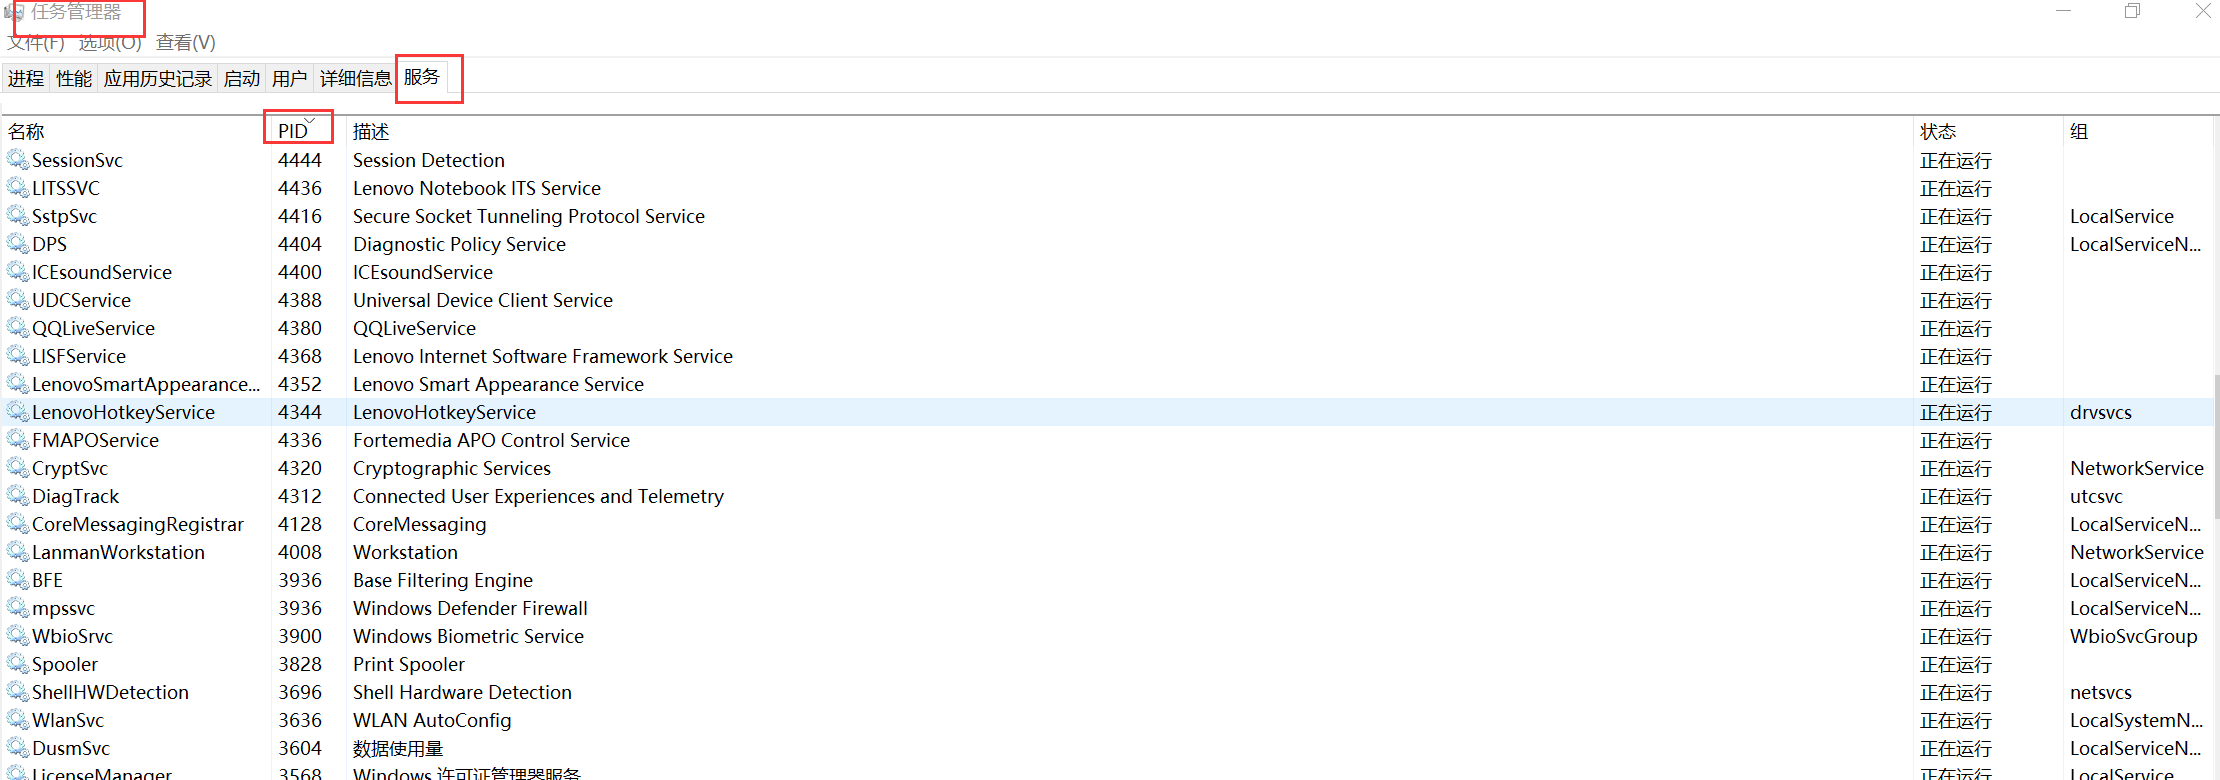 任务管理器
文件(F) 选项(O) 查看(V)
进程 性能 应用历史记录 启动 用户 详细信息 服务
名称 PID 描述 状态 组
SessionSvc 4444 Session Detection 正在运行
LITSSVC 4436 Lenovo Notebook ITS Service 正在运行
SstpSvc 4416 Secure Socket Tunneling Protocol Service 正在运行 LocalService
DPS 4404 Diagnostic Policy Service 正在运行 LocalServiceN...
ICEsoundService 4400 ICEsoundService 正在运行
UDCService 4388 Universal Device Client Service 正在运行
QQLiveService 4380 QQLiveService 正在运行
LISFService 4368 Lenovo Internet Software Framework Service 正在运行
LenovoSmartAppearance... 4352 Lenovo Smart Appearance Service 正在运行
LenovoHotkeyService 4344 LenovoHotkeyService 正在运行 drvsvcs
FMAPOService 4336 Fortemedia APO Control Service 正在运行
CryptSvc 4320 Cryptographic Services 正在运行 NetworkService
DiagTrack 4312 Connected User Experiences and Telemetry 正在运行 utcsvc
CoreMessagingRegistrar 4128 CoreMessaging 正在运行 LocalServiceN...
LanmanWorkstation 4008 Workstation 正在运行 NetworkService
BFE 3936 Base Filtering Engine 正在运行 LocalServiceN...
mpssvc 3936 Windows Defender Firewall 正在运行 LocalServiceN...
WbioSrvc 3900 Windows Biometric Service 正在运行 WbioSvcGroup
Spooler 3828 Print Spooler 正在运行
ShellHWDetection 3696 Shell Hardware Detection 正在运行 netsvcs
WlanSvc 3636 WLAN AutoConfig 正在运行 LocalSystemN...
DusmSvc 3604 数据使用量 正在运行 LocalServiceN...
LicenseManager 3568 Windows 许可证管理器服务 正在运行 LocalService